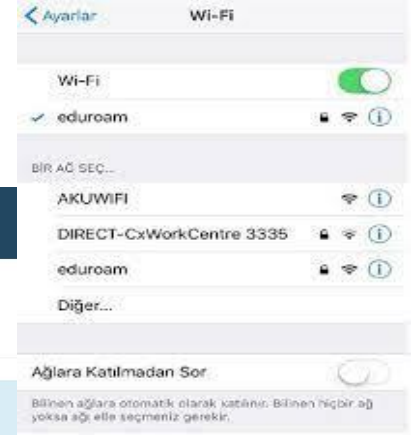 Ayarlar Wi-Fi
Wi-Fi
eduroam
BİR AĞ SEÇ...
AKUWIFI
DIRECT-CxWorkCentre 3335
eduroam
Diğer...
Ağlara Katılmadan Sor
Bilinen ağlara otomatik olarak katılınır. Bilinen hiçbir ağ
yoksa ağı elle seçmeniz gerekir.